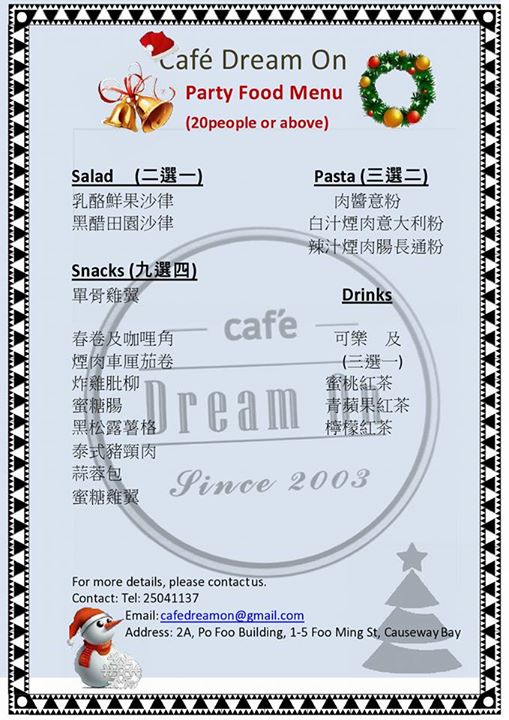 Café Dream On
Party Food Menu
(20people or above)
Salad (二選一)
乳酪鮮果沙律
黑醋田園沙律
Pasta (三選二)
肉醬意粉
白汁煙肉意大利粉
辣汁煙肉腸長通粉
Snacks (九選四)
單骨雞翼
春卷及咖哩角
煙肉車厘茄卷
炸雞肶柳
蜜糖腸
黑松露薯格
泰式豬頸肉
蒜蓉包
蜜糖雞翼
Drinks
可樂 及
(三選一)
蜜桃紅茶
青蘋果紅茶
檸檬紅茶
cafe
Dream On
Since 2003
For more details, please contact us.
Contact: Tel: 25041137
Email: cafedreamon@gmail.com
Address: 2A, Po Foo Building, 1-5 Foo Ming St, Causeway Bay